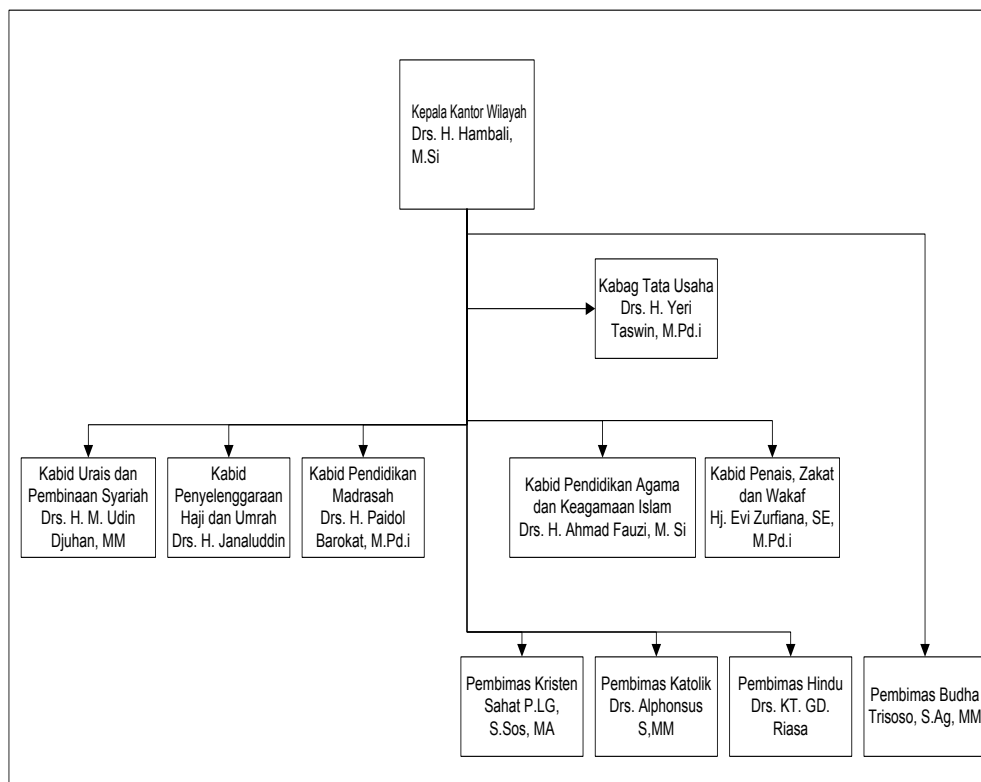 Kepala Kantor Wilayah
Drs. H. Hambali,
M.Si
Kabag Tata Usaha
Drs. H. Yeri
Taswin, M.Pd.i
Kabid Urais dan
Pembinaan Syariah
Drs. H. M. Udin
Djuhan, MM
Kabid
Penyelenggaraan
Haji dan Umrah
Drs. H. Janaluddin
Kabid Pendidikan
Madrasah
Drs. H. Paidol
Barokat, M.Pd.i
Kabid Pendidikan Agama
dan Keagamaan Islam
Drs. H. Ahmad Fauzi, M. Si
Kabid Penais, Zakat
dan Wakaf
Hj. Evi Zurfiana, SE,
M.Pd.i
Pembimas Kristen
Sahat P.LG,
S.Sos, MA
Pembimas Katolik
Drs. Alphonsus
S,MM
Pembimas Hindu
Drs. KT. GD.
Riasa
Pembimas Budha
Trisoso, S.Ag, MM